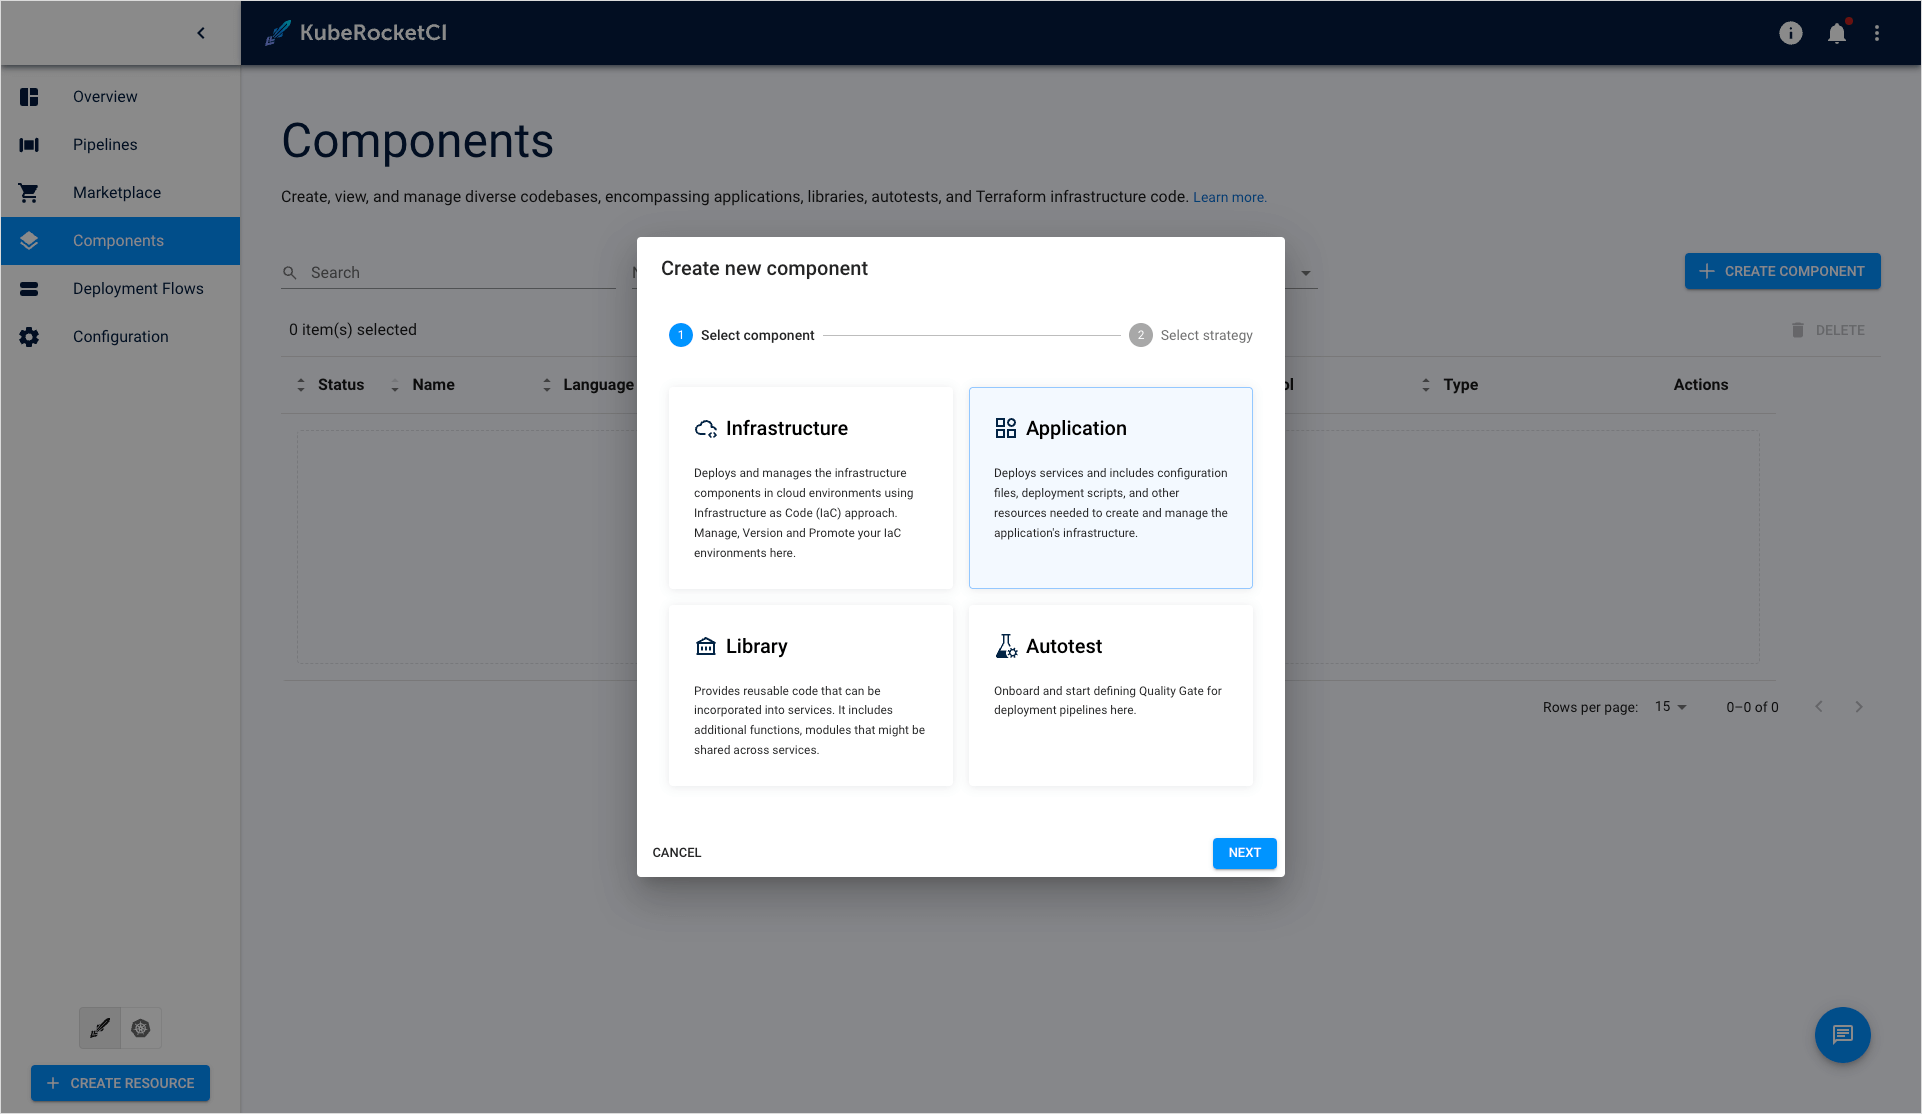 KubeRocketCI
Overview
Pipelines
Marketplace
Components
Deployment Flows
Configuration
CREATE RESOURCE
Components
Create, view, and manage diverse codebases, encompassing applications, libraries, autotests, and Terraform infrastructure code. Learn more.
Search
CREATE COMPONENT
0 item(s) selected
DELETE
Status
Name
Language
Type
Actions
Rows per page:
15
0–0 of 0
Create new component
1 Select component
2 Select strategy
Infrastructure
Deploys and manages the infrastructure
components in cloud environments using
Infrastructure as Code (IaC) approach.
Manage, Version and Promote your IaC
environments here.
Application
Deploys services and includes configuration
files, deployment scripts, and other
resources needed to create and manage the
application's infrastructure.
Library
Provides reusable code that can be
incorporated into services. It includes
additional functions, modules that might be
shared across services.
Autotest
Onboard and start defining Quality Gate for
deployment pipelines here.
CANCEL
NEXT